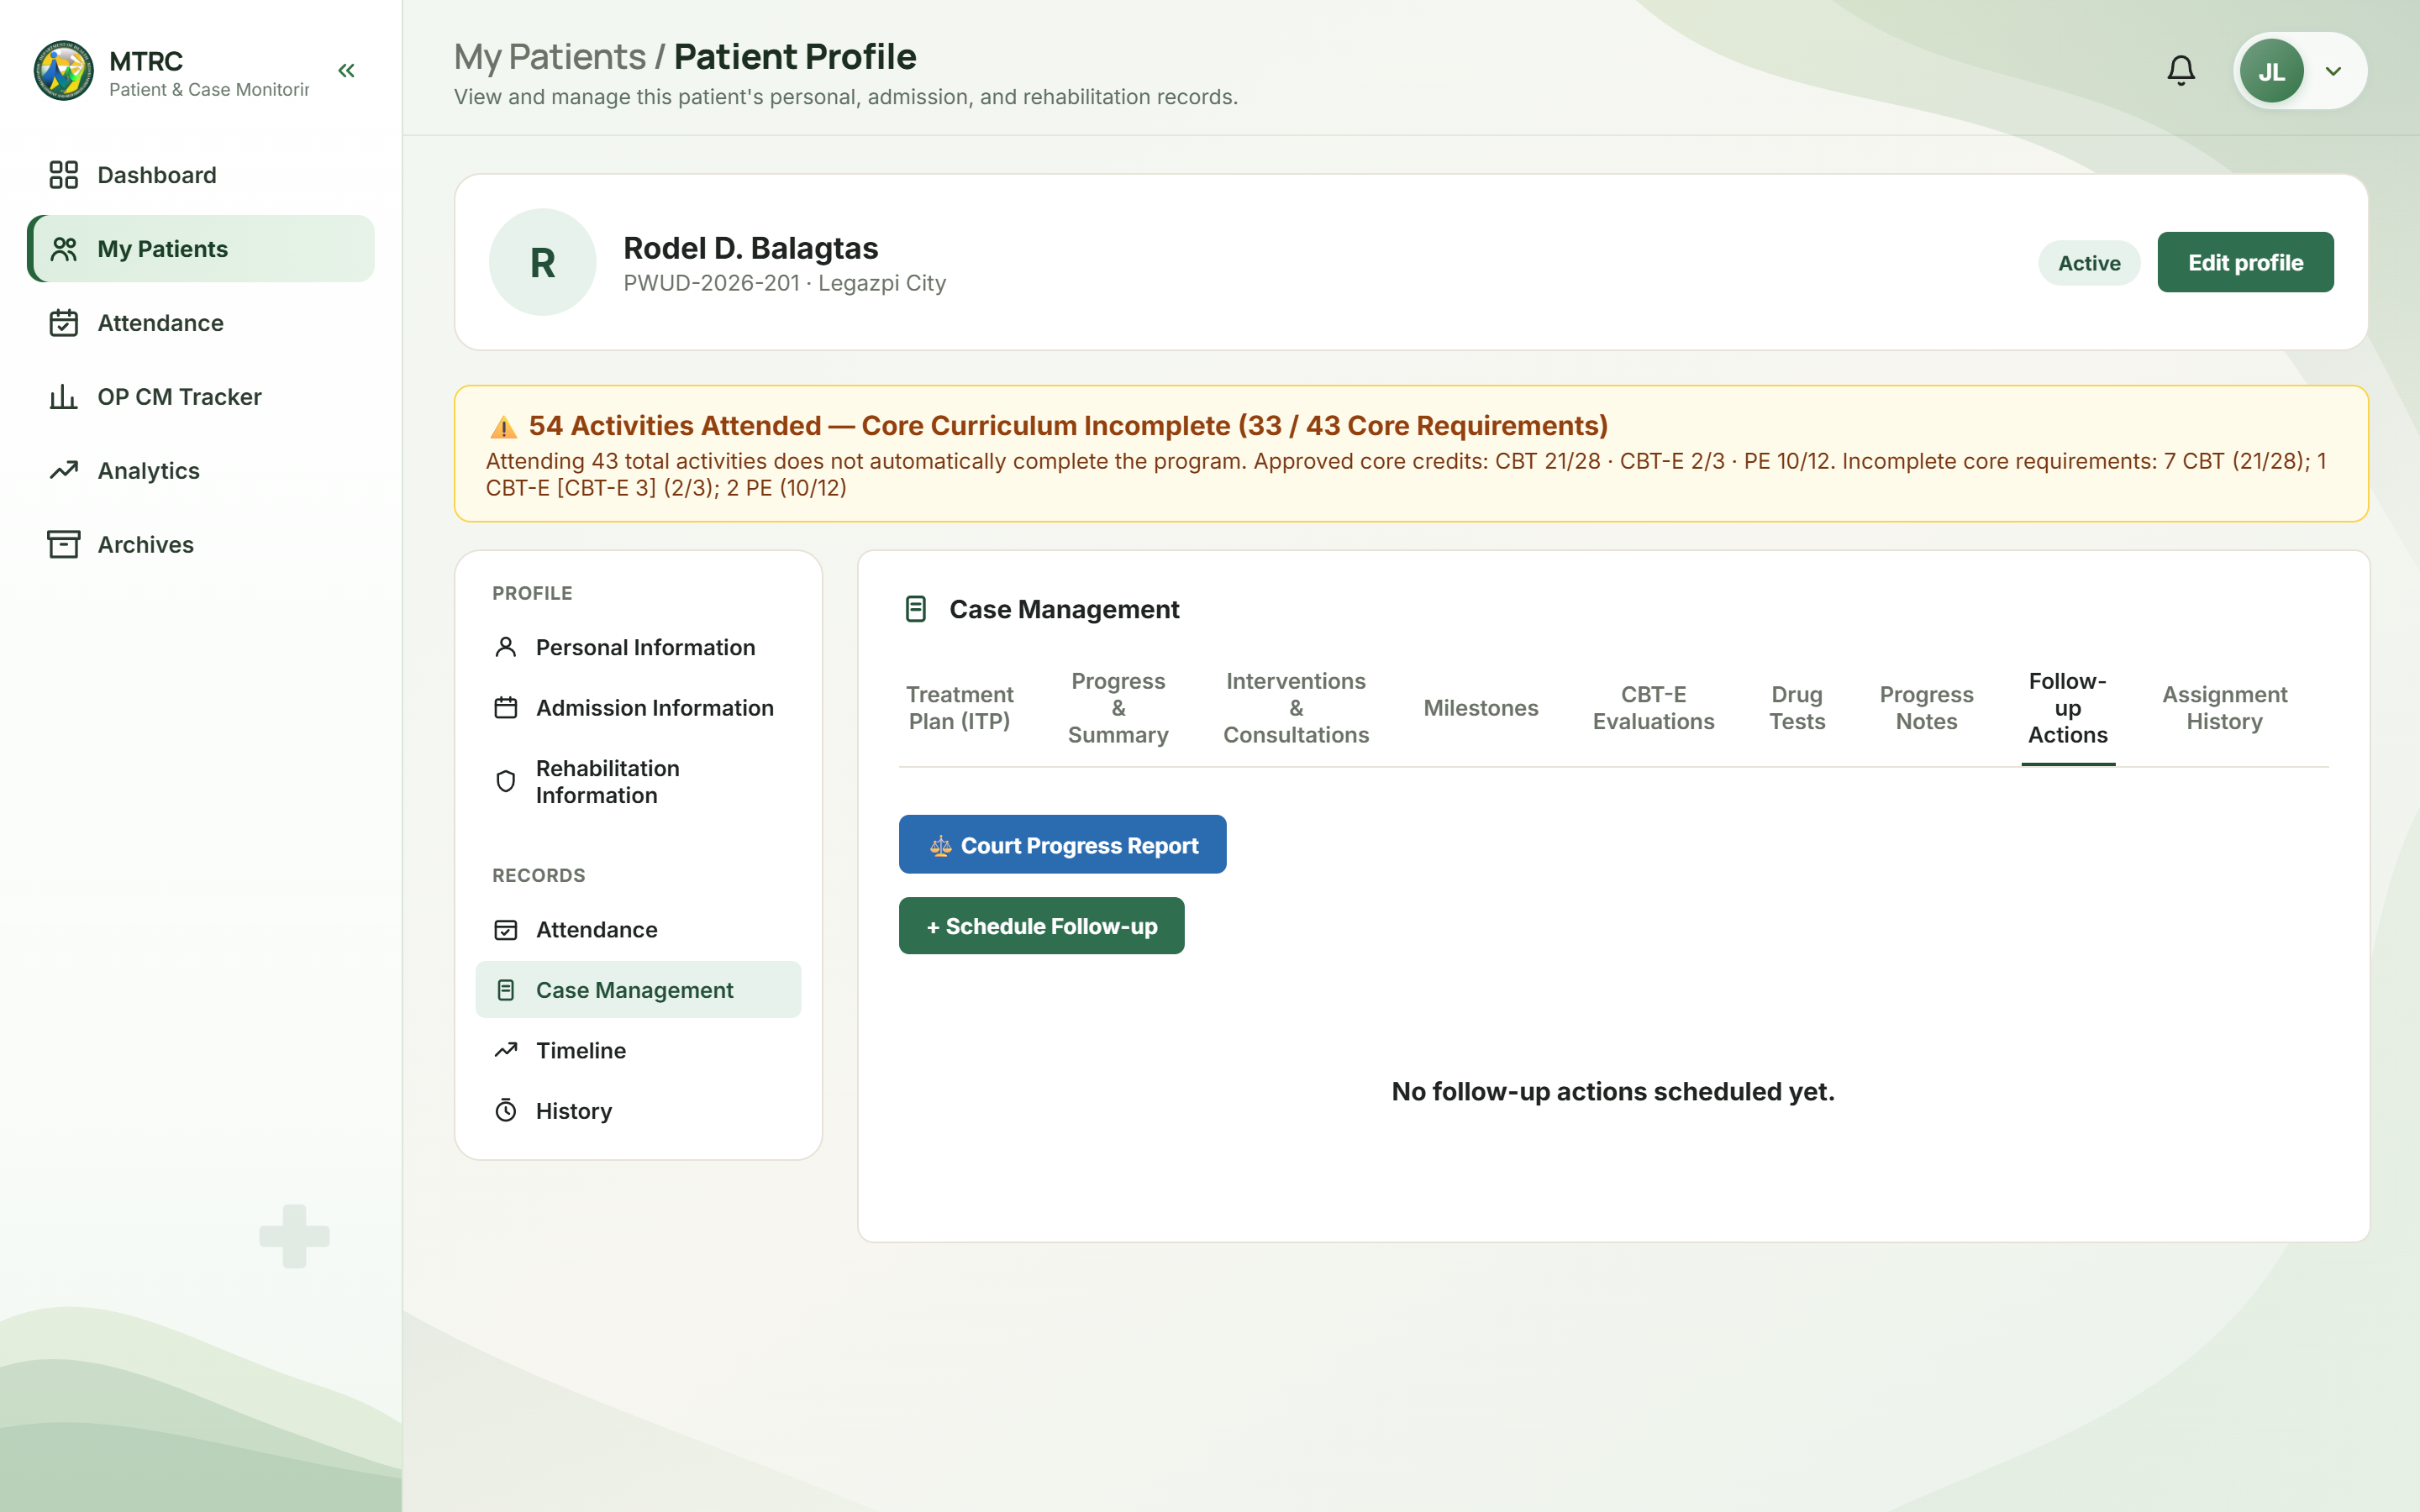 MTRC
Patient & Case Monitorir
Dashboard
My Patients
Attendance
OP CM Tracker
Analytics
Archives
My Patients / Patient Profile
View and manage this patient's personal, admission, and rehabilitation records.
JL
R
Rodel D. Balagtas
PWUD-2026-201 · Legazpi City
Active
Edit profile
54 Activities Attended — Core Curriculum Incomplete (33 / 43 Core Requirements)
Attending 43 total activities does not automatically complete the program. Approved core credits: CBT 21/28 · CBT-E 2/3 · PE 10/12. Incomplete core requirements: 7 CBT (21/28); 1
CBT-E [CBT-E 3] (2/3); 2 PE (10/12)
PROFILE
Personal Information
Admission Information
Rehabilitation
Information
RECORDS
Attendance
Case Management
Timeline
History
Case Management
Treatment
Plan (ITP)
Progress
&
Summary
Interventions
&
Consultations
Milestones
CBT-E
Evaluations
Drug
Tests
Progress
Notes
Follow-
up
Actions
Assignment
History
Court Progress Report
+ Schedule Follow-up
No follow-up actions scheduled yet.